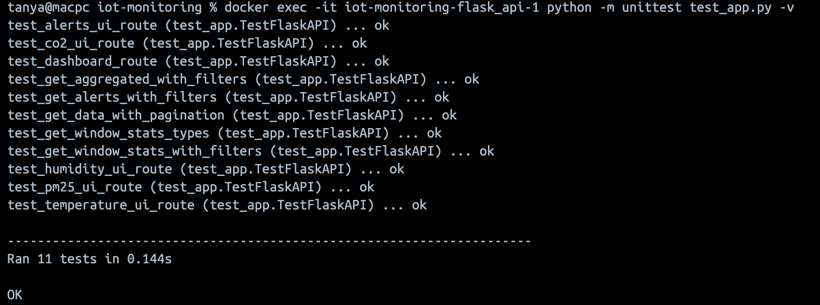 tanya@macpc iot-monitoring % docker exec -it iot-monitoring-flask_api-1 python -m unittest test_app.py -v
test_alerts_ui_route (test_app.TestFlaskAPI) ... ok
test_co2_ui_route (test_app.TestFlaskAPI) ... ok
test_dashboard_route (test_app.TestFlaskAPI) ... ok
test_get_aggregated_with_filters (test_app.TestFlaskAPI) ... ok
test_get_alerts_with_filters (test_app.TestFlaskAPI) ... ok
test_get_data_with_pagination (test_app.TestFlaskAPI) ... ok
test_get_window_stats_types (test_app.TestFlaskAPI) ... ok
test_get_window_stats_with_filters (test_app.TestFlaskAPI) ... ok
test_humidity_ui_route (test_app.TestFlaskAPI) ... ok
test_pm25_ui_route (test_app.TestFlaskAPI) ... ok
test_temperature_ui_route (test_app.TestFlaskAPI) ... ok
----------------------------------------------------------------------
Ran 11 tests in 0.144s
OK